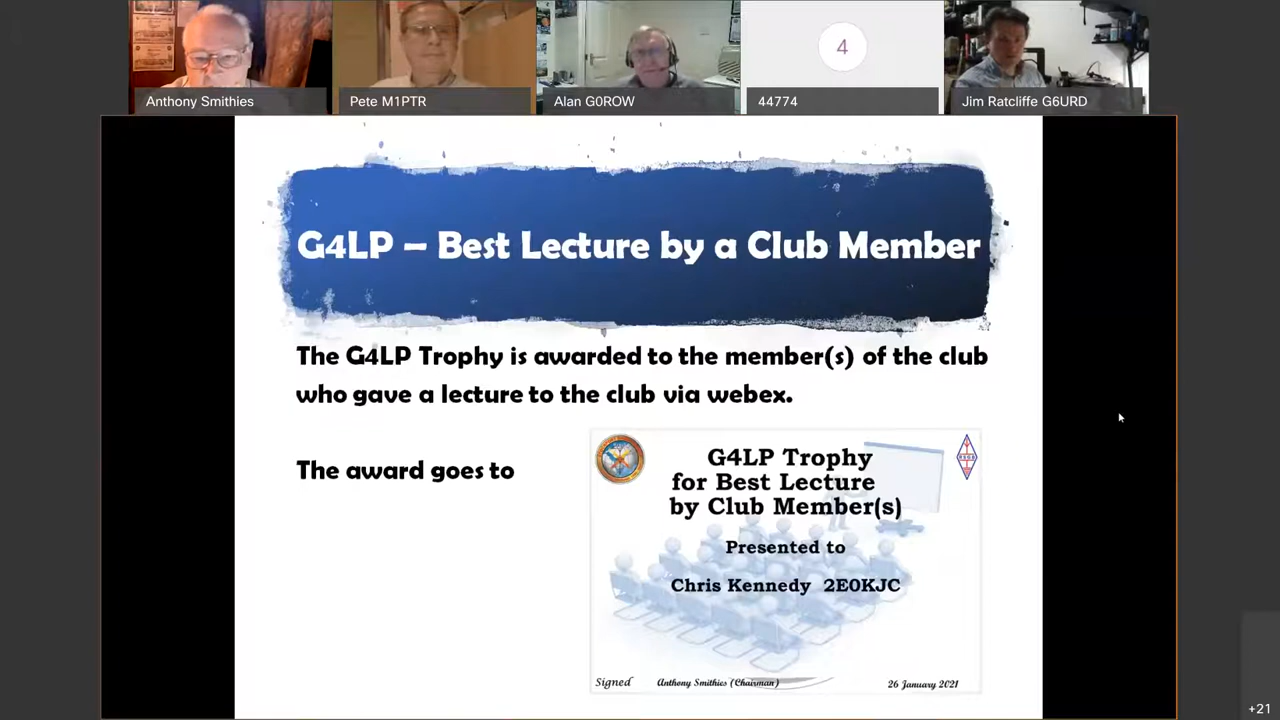 Anthony Smithies
Pete M1PTR
Alan G0ROW
4
44774
Jim Ratcliffe G6URD
G4LP – Best Lecture by a Club Member
The G4LP Trophy is awarded to the member(s) of the club
who gave a lecture to the club via webex.
The award goes to
G4LP Trophy
for Best Lecture
by Club Member(s)
Presented to
Chris Kennedy 2E0KJC
Signed Anthony Smithies (Chairman) 26 January 2021
+21